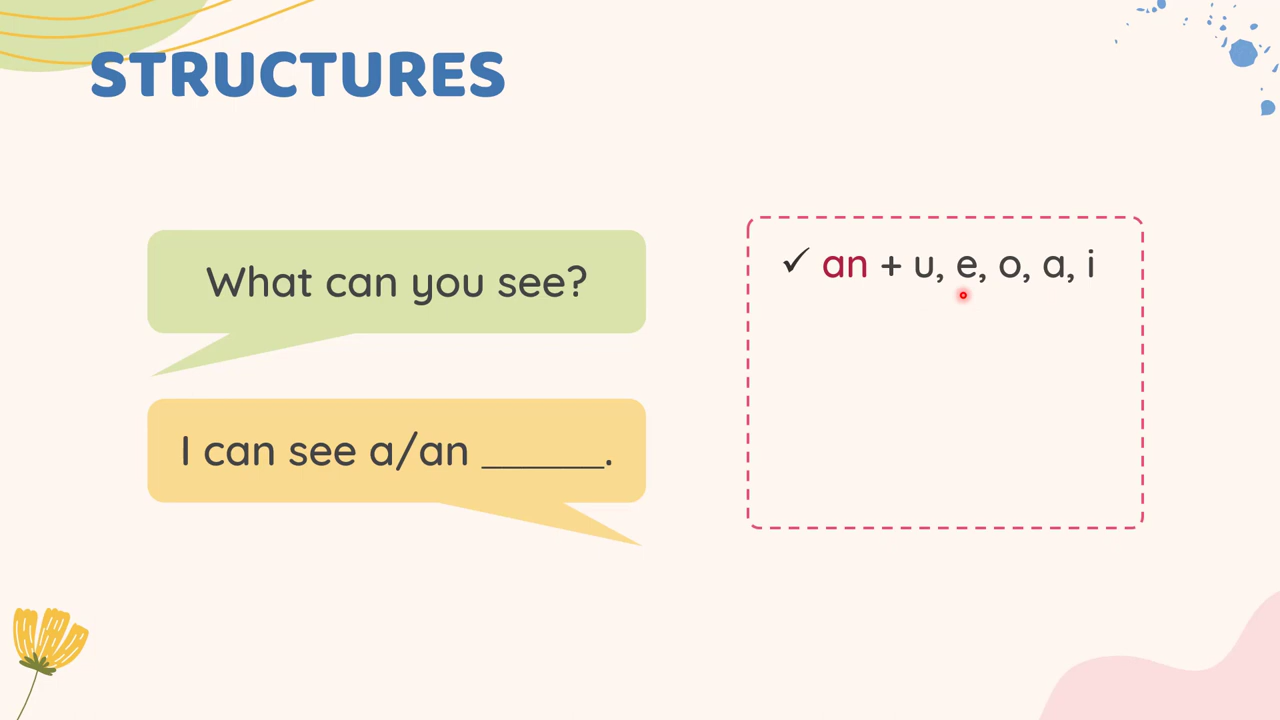 STRUCTURES
What can you see?
I can see a/an ______.
✓ an + u, e, o, a, i